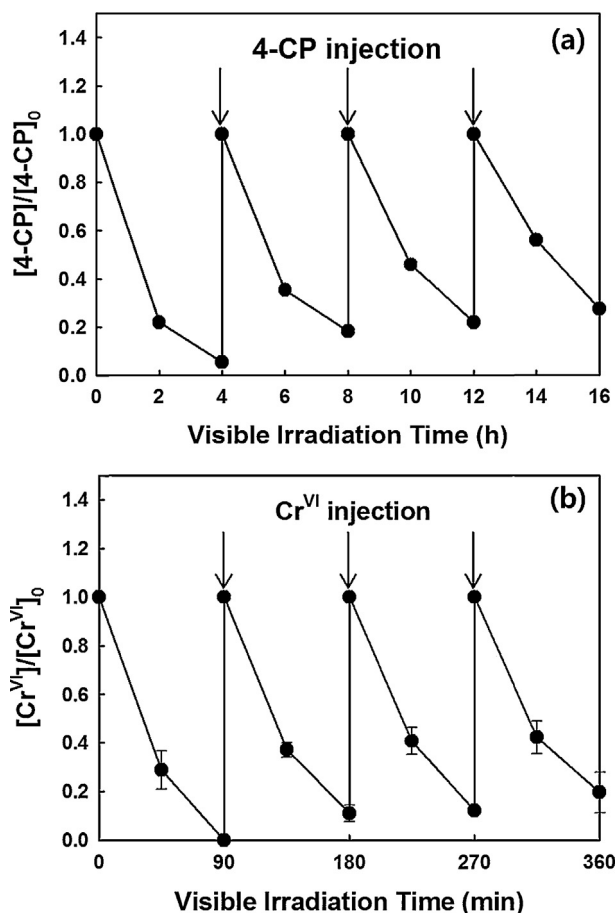 (a)
4-CP injection
1.4
1.2
1.0
0.8
0.6
0.4
0.2
0.0
[4-CP]/[4-CP]0
0 2 4 6 8 10 12 14 16
Visible Irradiation Time (h)
(b)
CrVI injection
1.4
1.2
1.0
0.8
0.6
0.4
0.2
0.0
[CrVI]/[CrVI]0
0 90 180 270 360
Visible Irradiation Time (min)